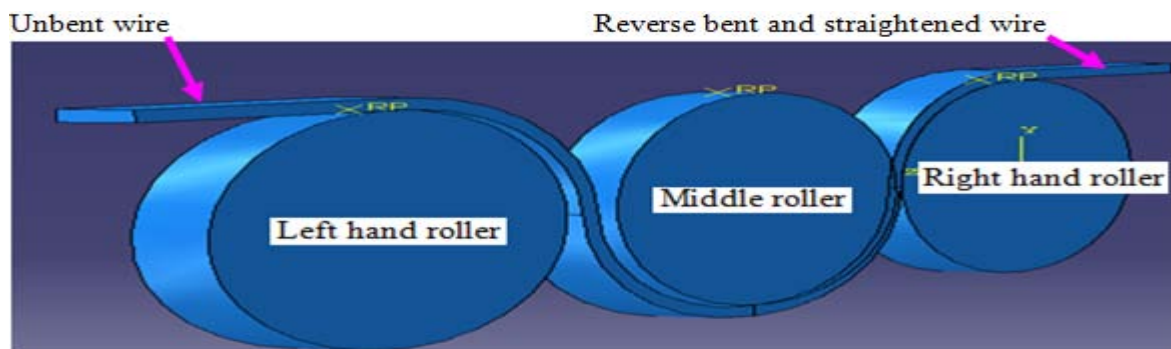 Unbent wire
Reverse bent and straightened wire
RP
RP
RP
Y
Left hand roller
Middle roller
Right hand roller